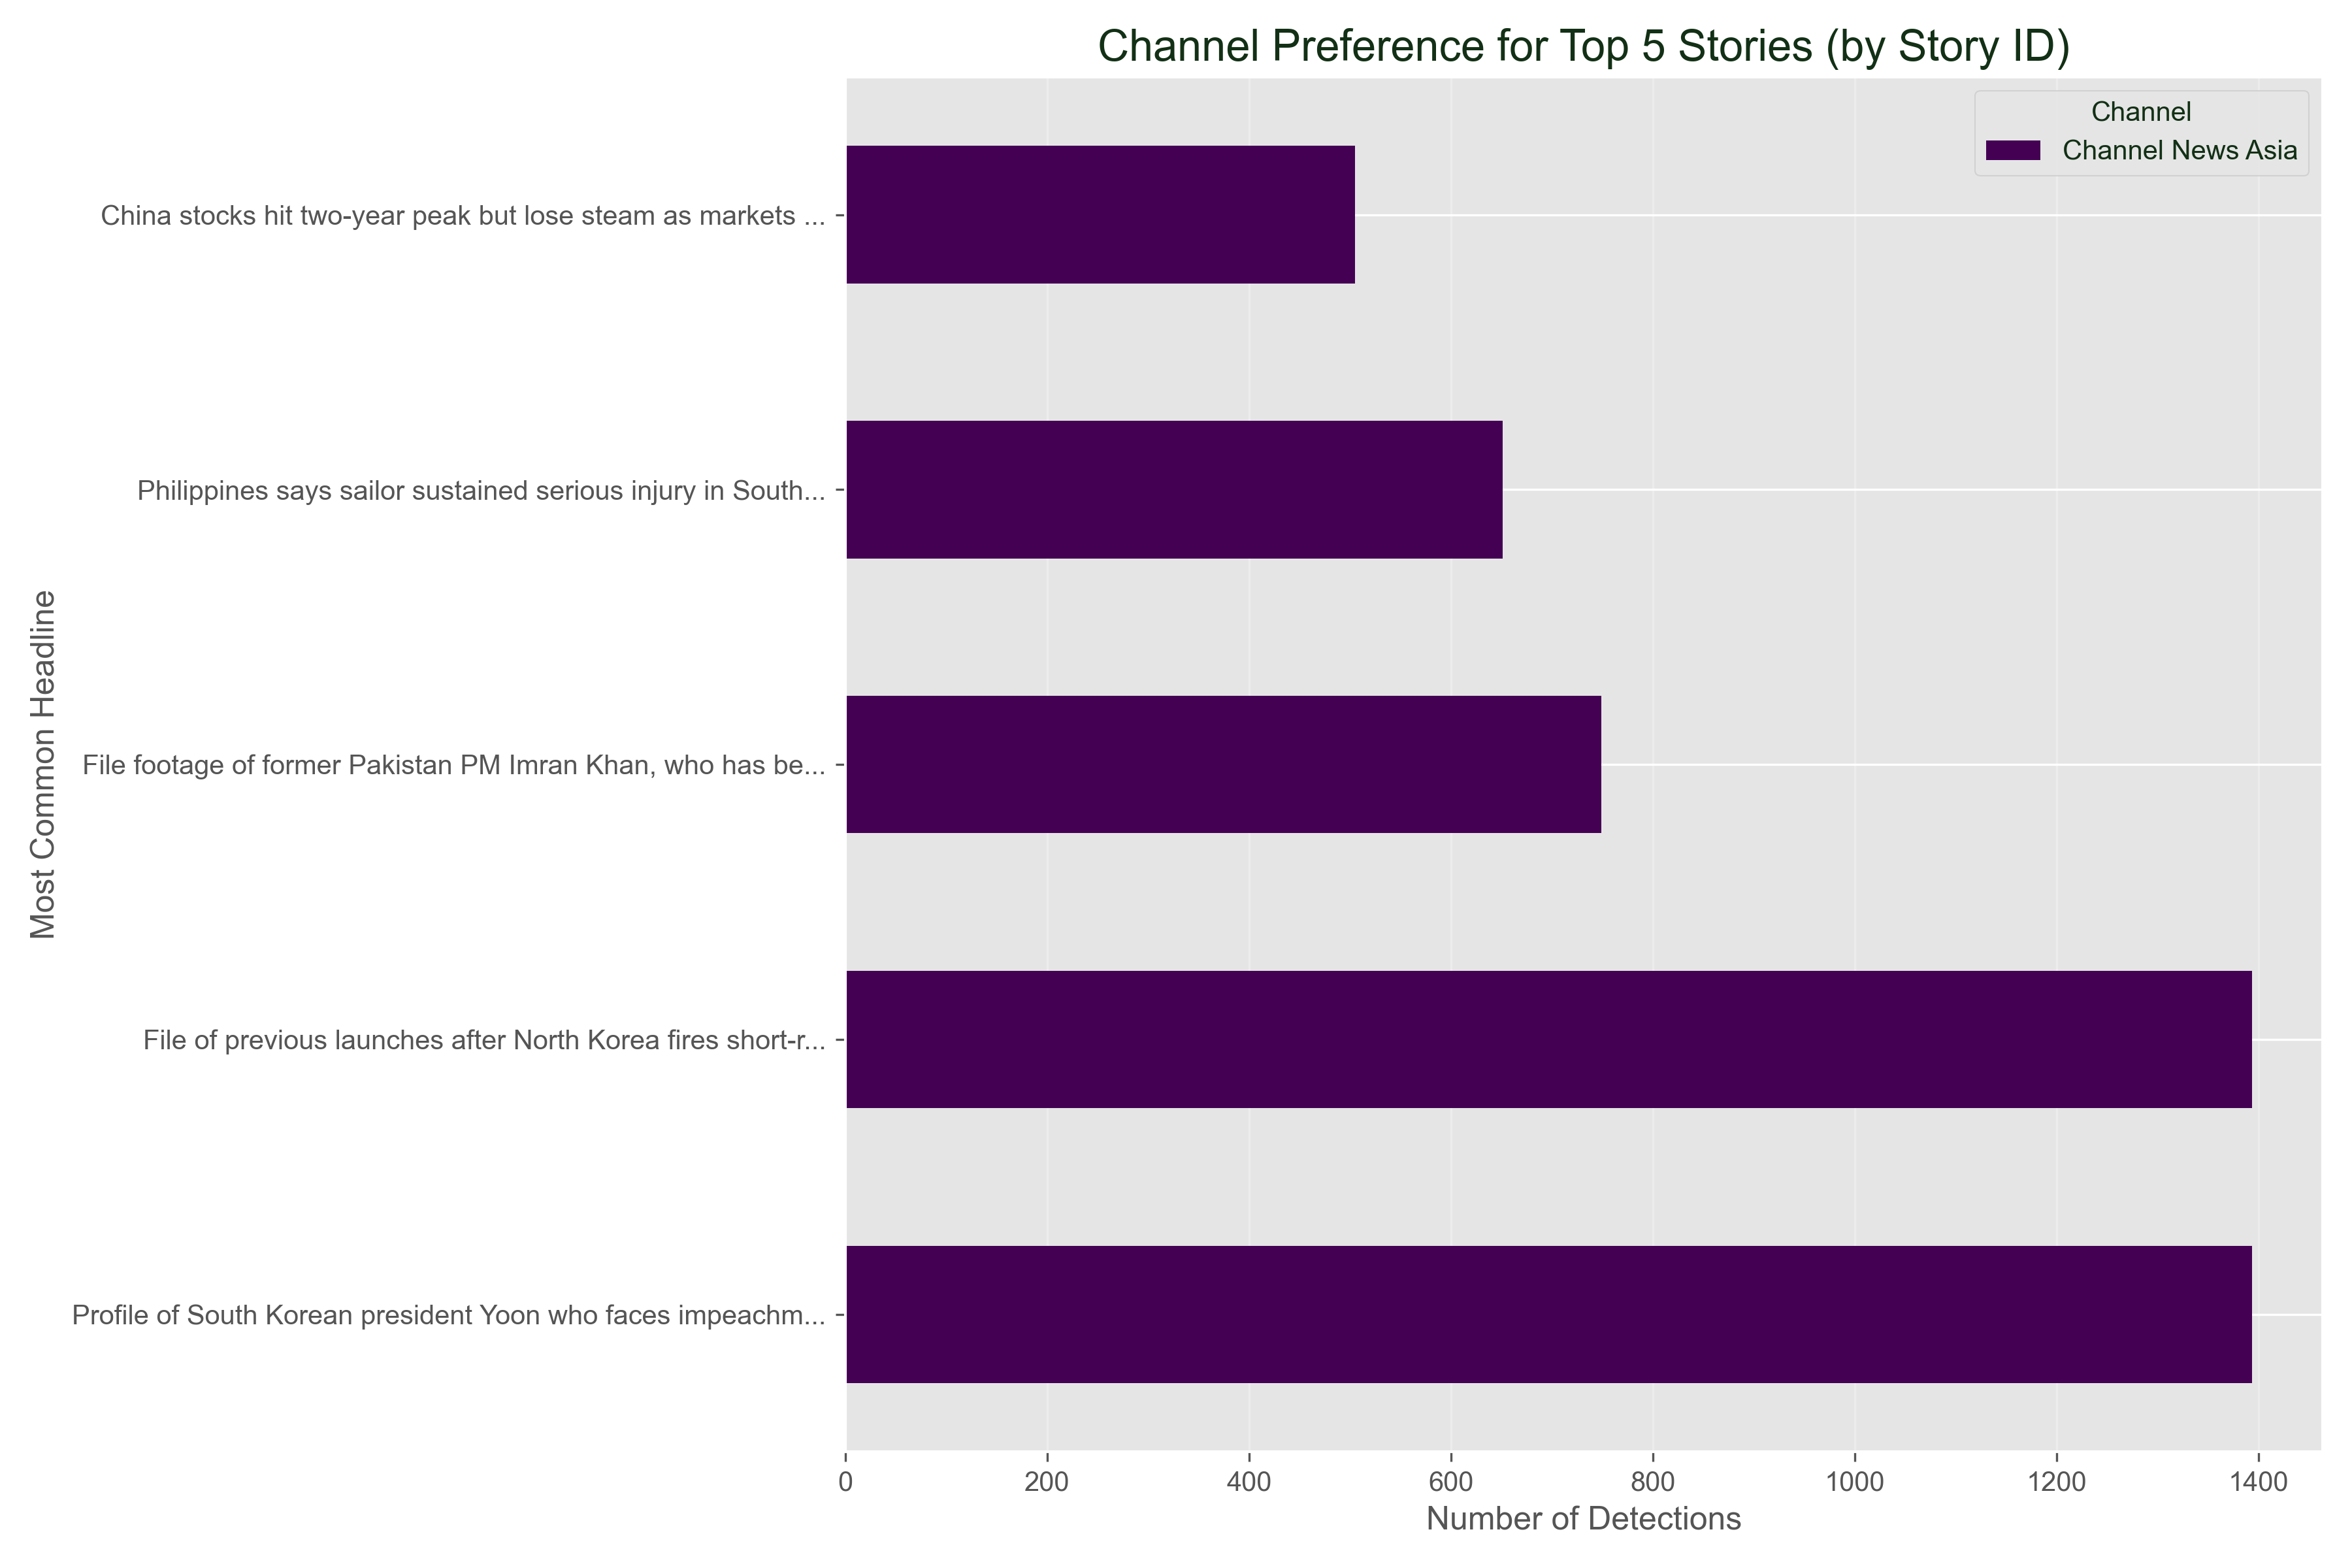 Channel Preference for Top 5 Stories (by Story ID)
Channel
Channel News Asia
Most Common Headline
China stocks hit two-year peak but lose steam as markets ...
Philippines says sailor sustained serious injury in South...
File footage of former Pakistan PM Imran Khan, who has be...
File of previous launches after North Korea fires short-r...
Profile of South Korean president Yoon who faces impeachm...
0 200 400 600 800 1000 1200 1400
Number of Detections